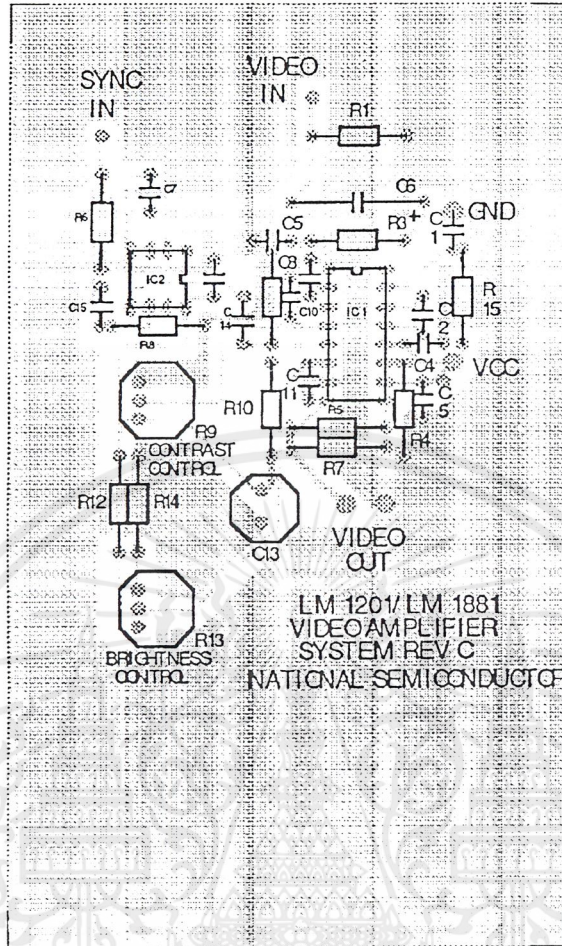 SYNC
IN
VIDEO
IN
R1
C7
R6
C6
+
C5
R3
C
1
GND
IC2
C8
IC1
R
15
C15
C
14
C10
C
2
R8
VCC
C4
C
11
R10
R5
C
5
R9
R4
CONTRAST
CONTROL
R7
R12
R14
C13
VIDEO
OUT
LM 1201/ LM 1881
VIDEO AMPLIFIER
SYSTEM REV C
NATIONAL SEMICONDUCTOR
R13
BRIGHTNESS
CONTROL